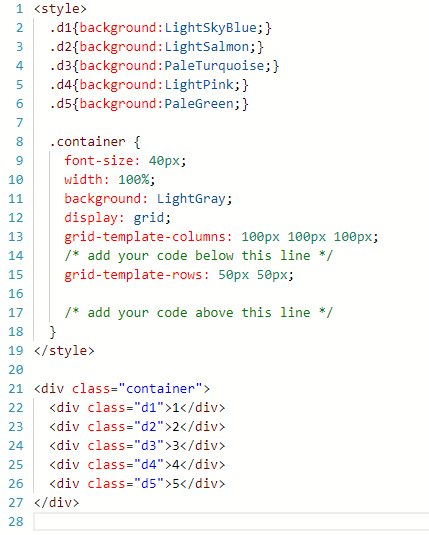 1 <style>
2 .d1{background:LightSkyBlue;}
3 .d2{background:LightSalmon;}
4 .d3{background:PaleTurquoise;}
5 .d4{background:LightPink;}
6 .d5{background:PaleGreen;}
7
8 .container {
9 font-size: 40px;
10 width: 100%;
11 background: LightGray;
12 display: grid;
13 grid-template-columns: 100px 100px 100px;
14 /* add your code below this line */
15 grid-template-rows: 50px 50px;
16
17 /* add your code above this line */
18 }
19 </style>
20
21 <div class="container">
22 <div class="d1">1</div>
23 <div class="d2">2</div>
24 <div class="d3">3</div>
25 <div class="d4">4</div>
26 <div class="d5">5</div>
27 </div>
28